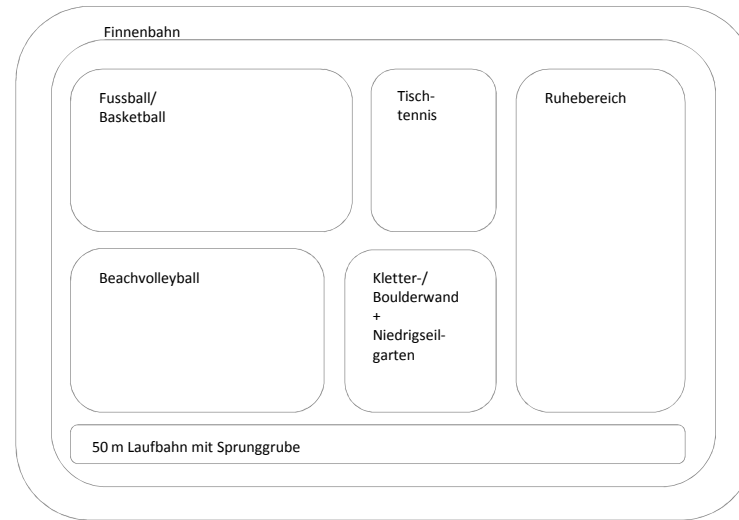 Finnenbahn
Fussball/
Basketball
Tisch-
tennis
Ruhebereich
Beachvolleyball
Kletter-/
Boulderwand
+
Niedrigseil-
garten
50 m Laufbahn mit Sprunggrube